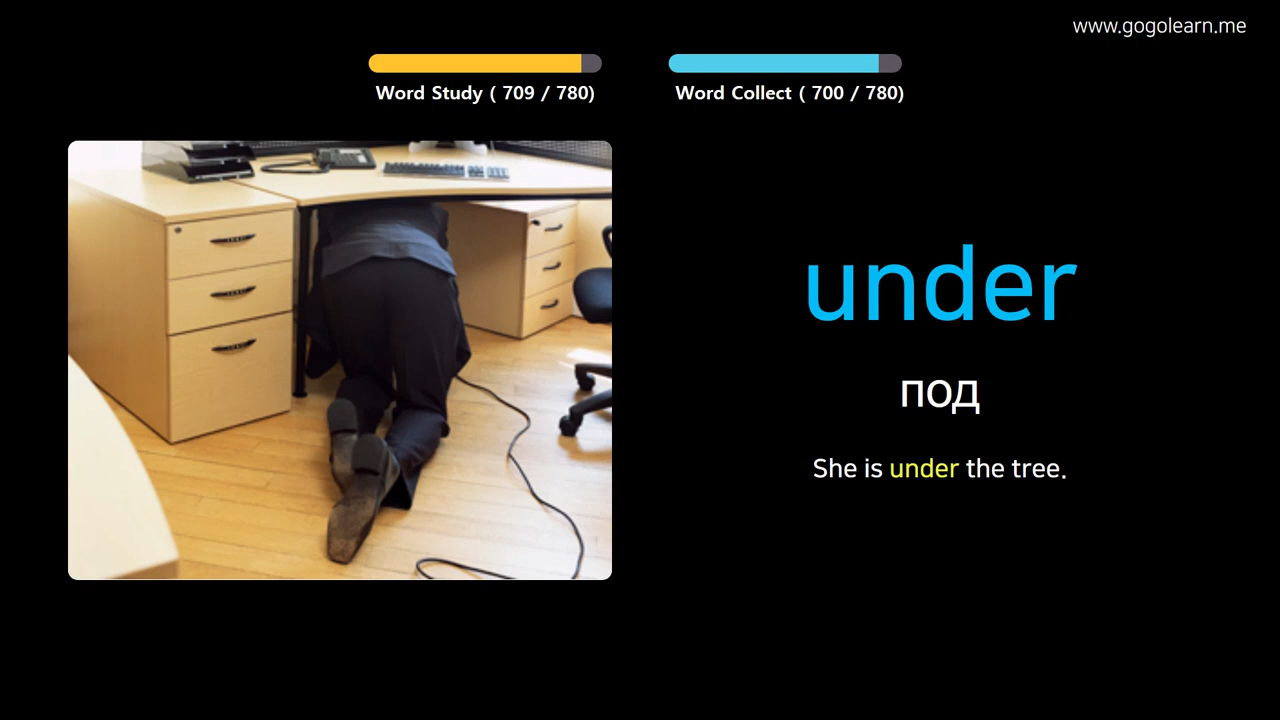 www.gogolearn.me
Word Study ( 709 / 780)
Word Collect ( 700 / 780)
under
под
She is under the tree.